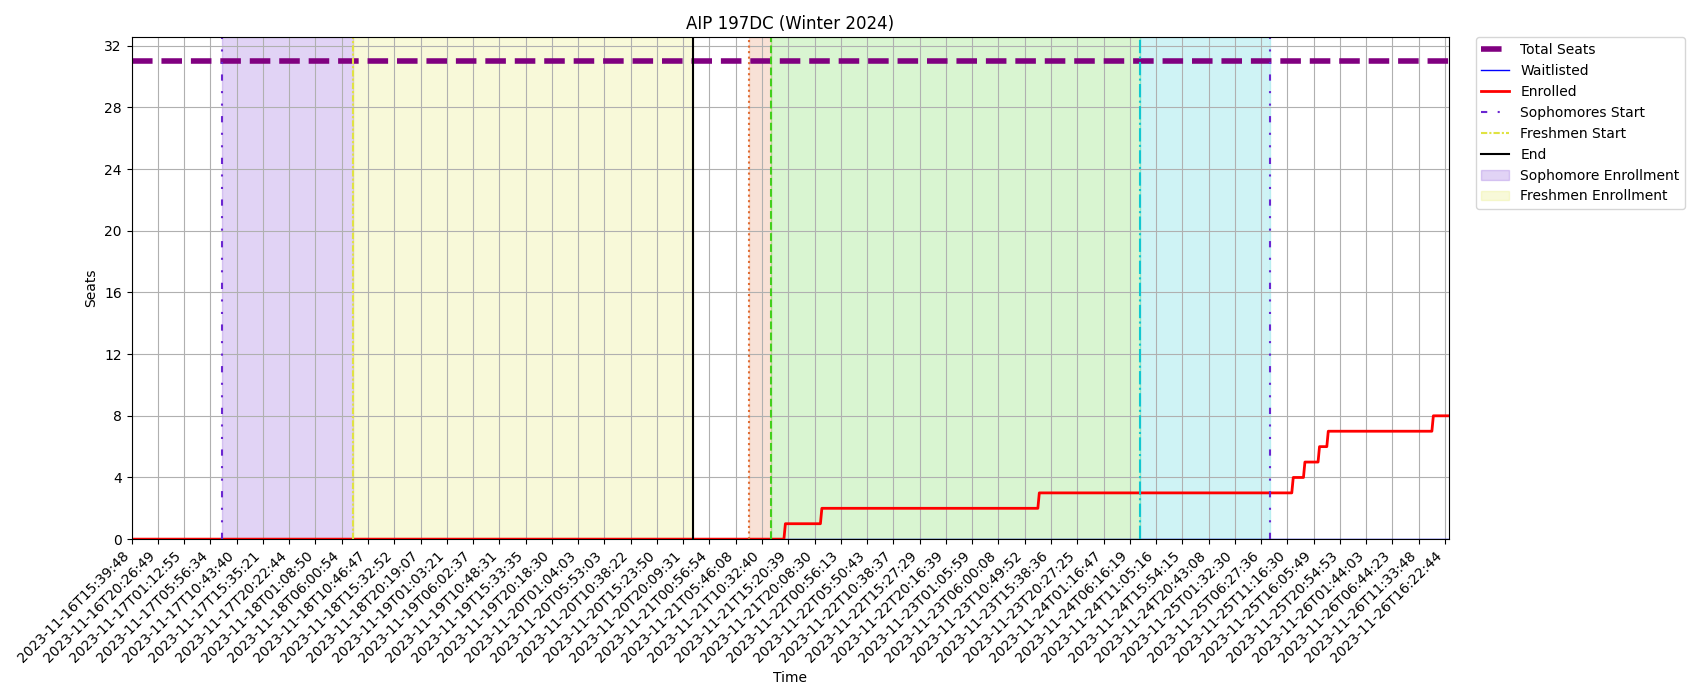 AIP 197DC (Winter 2024)
32
28
24
20
16
12
8
4
0
Seats
2023-11-16T15:39:48
2023-11-16T20:26:49
2023-11-17T01:12:55
2023-11-17T05:56:34
2023-11-17T10:43:40
2023-11-17T15:35:21
2023-11-17T20:22:44
2023-11-18T01:08:50
2023-11-18T06:00:54
2023-11-18T10:46:47
2023-11-18T15:32:52
2023-11-18T20:19:07
2023-11-19T01:03:21
2023-11-19T06:02:37
2023-11-19T10:48:31
2023-11-19T15:33:35
2023-11-19T20:18:30
2023-11-20T01:04:03
2023-11-20T05:53:03
2023-11-20T10:38:22
2023-11-20T15:23:50
2023-11-20T20:09:31
2023-11-21T00:56:54
2023-11-21T05:46:08
2023-11-21T10:32:40
2023-11-21T15:20:39
2023-11-21T20:08:30
2023-11-22T00:56:13
2023-11-22T05:50:43
2023-11-22T10:38:37
2023-11-22T15:27:29
2023-11-22T20:16:39
2023-11-23T01:05:59
2023-11-23T06:00:08
2023-11-23T10:49:52
2023-11-23T15:38:36
2023-11-23T20:27:25
2023-11-24T01:16:47
2023-11-24T06:16:19
2023-11-24T11:05:16
2023-11-24T15:54:15
2023-11-24T20:43:08
2023-11-25T01:32:30
2023-11-25T06:27:36
2023-11-25T11:16:30
2023-11-25T16:05:49
2023-11-25T20:54:53
2023-11-26T01:44:03
2023-11-26T06:44:23
2023-11-26T11:33:48
2023-11-26T16:22:44
Time
Total Seats
Waitlisted
Enrolled
Sophomores Start
Freshmen Start
End
Sophomore Enrollment
Freshmen Enrollment